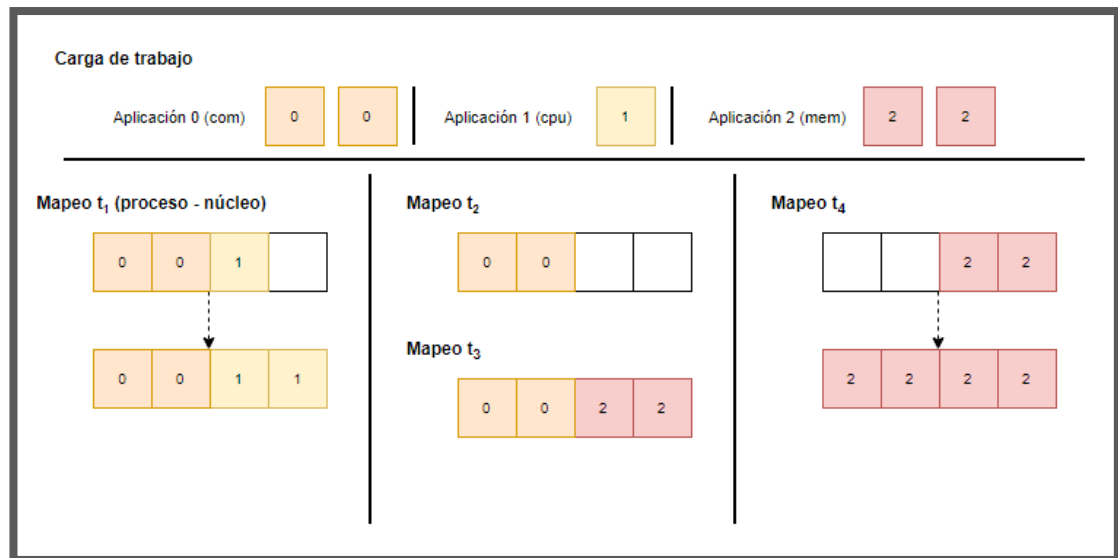 Carga de trabajo
Aplicación 0 (com) 0 0
Aplicación 1 (cpu) 1
Aplicación 2 (mem) 2 2
Mapeo t1 (proceso - núcleo)
0 0 1
0 0 1 1
Mapeo t2
0 0
Mapeo t3
0 0 2 2
Mapeo t4
2 2
2 2 2 2